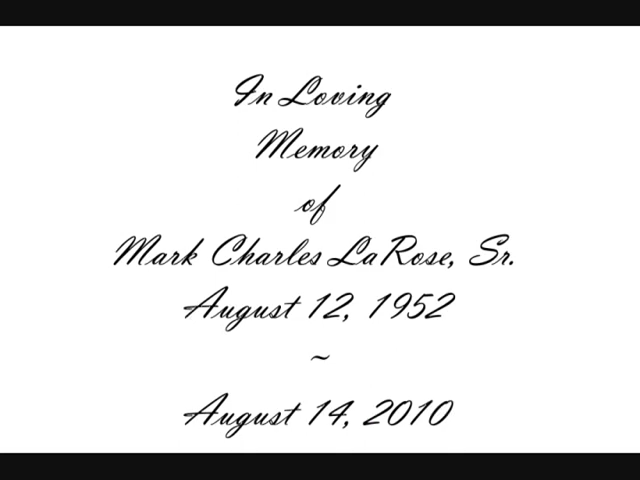 In Loving
Memory
of
Mark Charles LaRose, Sr.
August 12, 1952
~
August 14, 2010